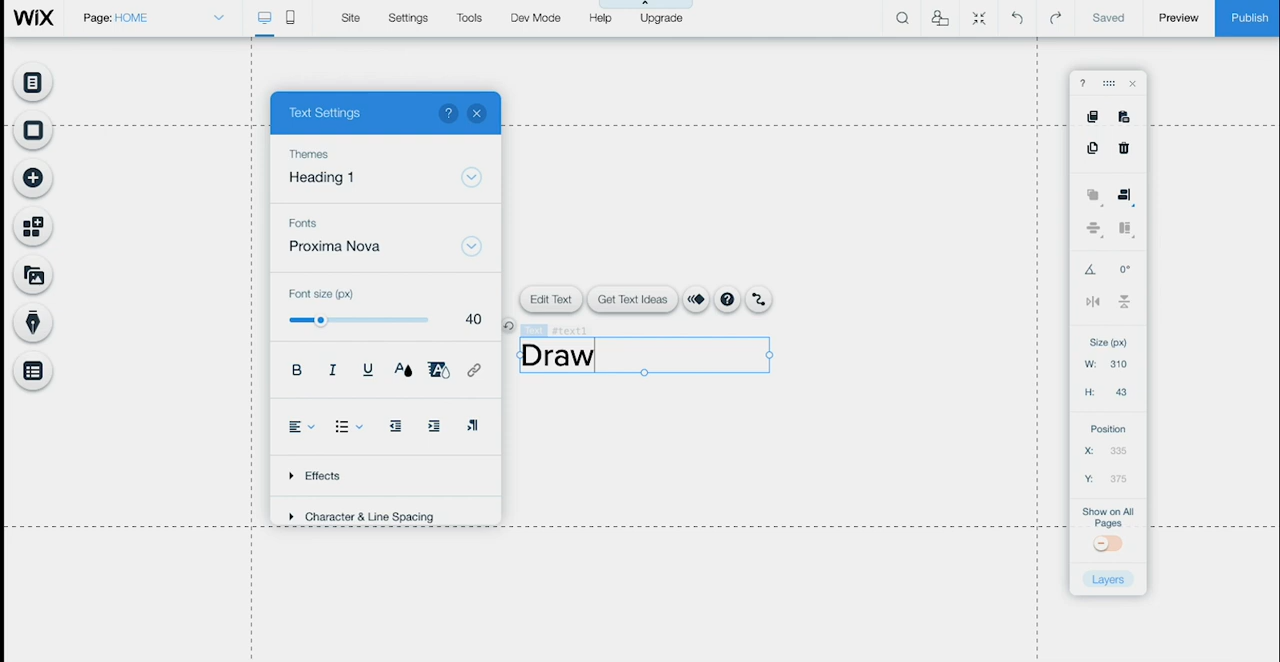 WiX Page: HOME Site Settings Tools Dev Mode Help Upgrade Saved Preview Publish
Text Settings ?
Themes
Heading 1
Fonts
Proxima Nova
Font size (px)
40
B I U A A
Effects
Character & Line Spacing
Edit Text Get Text Ideas ?
Text #text1
Draw
?
0°
Size (px)
W: 310
H: 43
Position
X: 335
Y: 375
Show on All
Pages
Layers